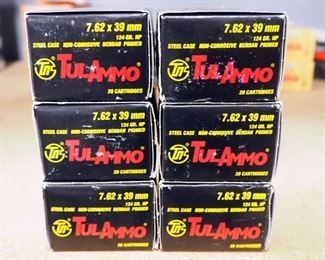 7.62 x 39 mm
124 GR. HP
STEEL CASE NON-CORROSIVE BERDAN PRIMED
TULAMMO
20 CARTRIDGES
7.62 x 39 mm
124 GR. HP
STEEL CASE NON-CORROSIVE BERDAN PRIMED
TULAMMO
20 CARTRIDGES
7.62 x 39 mm
124 GR. HP
STEEL CASE NON-CORROSIVE BERDAN PRIMED
TULAMMO
20 CARTRIDGES
7.62 x 39 mm
124 GR. HP
STEEL CASE NON-CORROSIVE BERDAN PRIMED
TULAMMO
20 CARTRIDGES
7.62 x 39 mm
124 GR. HP
STEEL CASE NON-CORROSIVE BERDAN PRIMED
TULAMMO
20 CARTRIDGES
7.62 x 39 mm
124 GR. HP
STEEL CASE NON-CORROSIVE BERDAN PRIMED
TULAMMO
20 CARTRIDGES